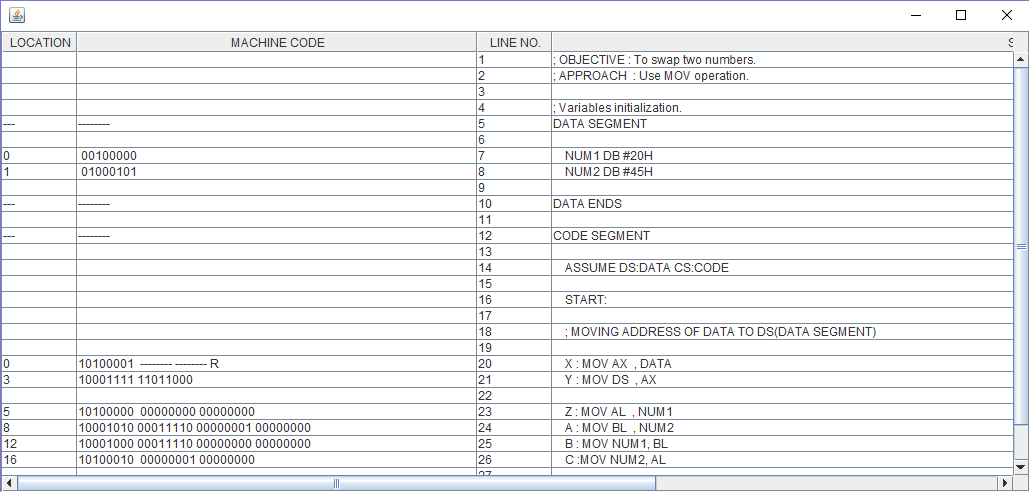 LOCATION MACHINE CODE LINE NO. S
1 ; OBJECTIVE : To swap two numbers.
2 ; APPROACH : Use MOV operation.
3
4 ; Variables initialization.
--- -------- 5 DATA SEGMENT
6
0 00100000 7 NUM1 DB #20H
1 01000101 8 NUM2 DB #45H
9
--- -------- 10 DATA ENDS
11
--- -------- 12 CODE SEGMENT
13
14 ASSUME DS:DATA CS:CODE
15
16 START:
17
18 ; MOVING ADDRESS OF DATA TO DS(DATA SEGMENT)
19
0 10100001 -------- -------- R 20 X : MOV AX , DATA
3 10001111 11011000 21 Y : MOV DS , AX
22
5 10100000 00000000 00000000 23 Z : MOV AL , NUM1
8 10001010 00011110 00000001 00000000 24 A : MOV BL , NUM2
12 10001000 00011110 00000000 00000000 25 B : MOV NUM1, BL
16 10100010 00000001 00000000 26 C :MOV NUM2, AL